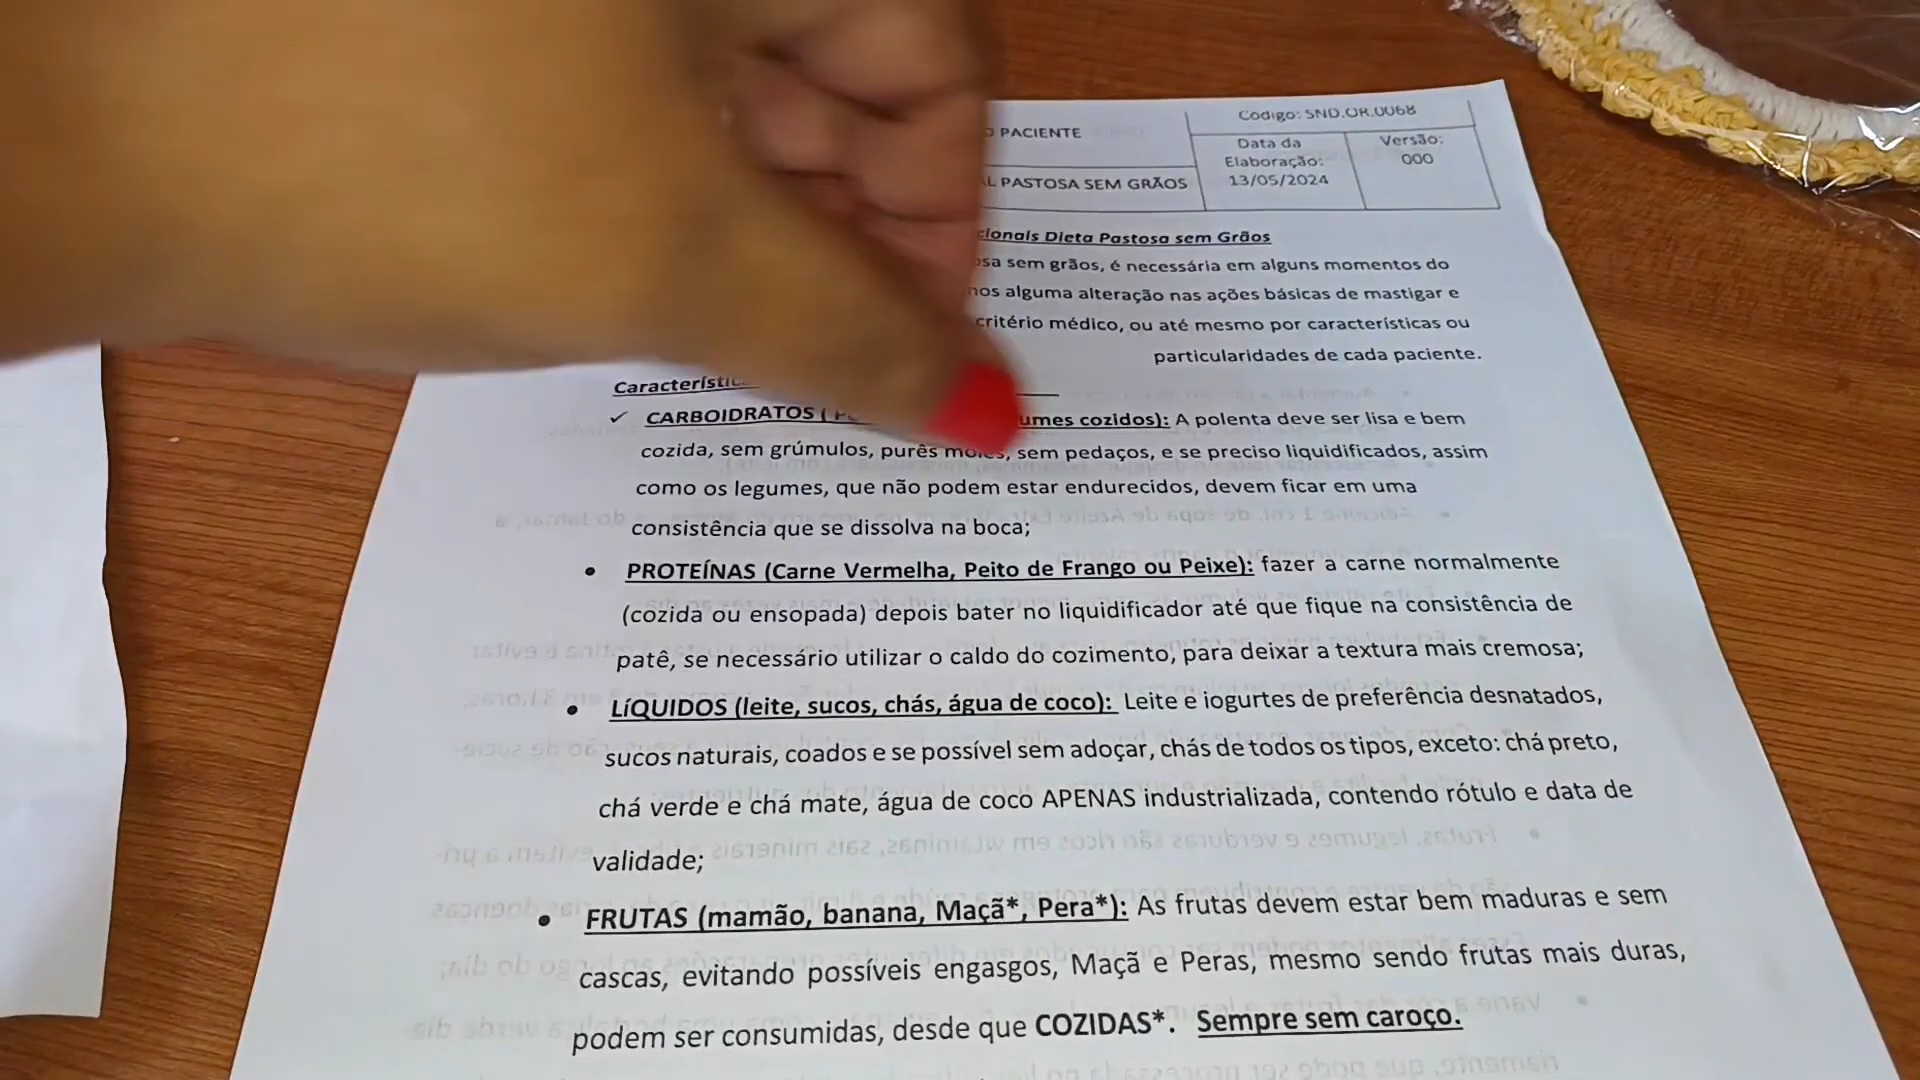 Código: SND.OR.0068
PACIENTE
Data da
Elaboração:
13/05/2024
Versão:
000
PASTOSA SEM GRÃOS
Dieta Pastosa sem Grãos
sem grãos, é necessária em alguns momentos do
alguma alteração nas ações básicas de mastigar e
critério médico, ou até mesmo por características ou
particularidades de cada paciente.
✓ CARBOIDRATOS ( cozidos): A polenta deve ser lisa e bem
cozida, sem grúmulos, purês moles, sem pedaços, e se preciso liquidificados, assim
como os legumes, que não podem estar endurecidos, devem ficar em uma
consistência que se dissolva na boca;
• PROTEÍNAS (Carne Vermelha, Peito de Frango ou Peixe): fazer a carne normalmente
(cozida ou ensopada) depois bater no liquidificador até que fique na consistência de
patê, se necessário utilizar o caldo do cozimento, para deixar a textura mais cremosa;
• LíQUIDOS (leite, sucos, chás, água de coco): Leite e iogurtes de preferência desnatados,
sucos naturais, coados e se possível sem adoçar, chás de todos os tipos, exceto: chá preto,
chá verde e chá mate, água de coco APENAS industrializada, contendo rótulo e data de
validade;
• FRUTAS (mamão, banana, Maçã*, Pera*): As frutas devem estar bem maduras e sem
cascas, evitando possíveis engasgos, Maçã e Peras, mesmo sendo frutas mais duras,
podem ser consumidas, desde que COZIDAS*. Sempre sem caroço.